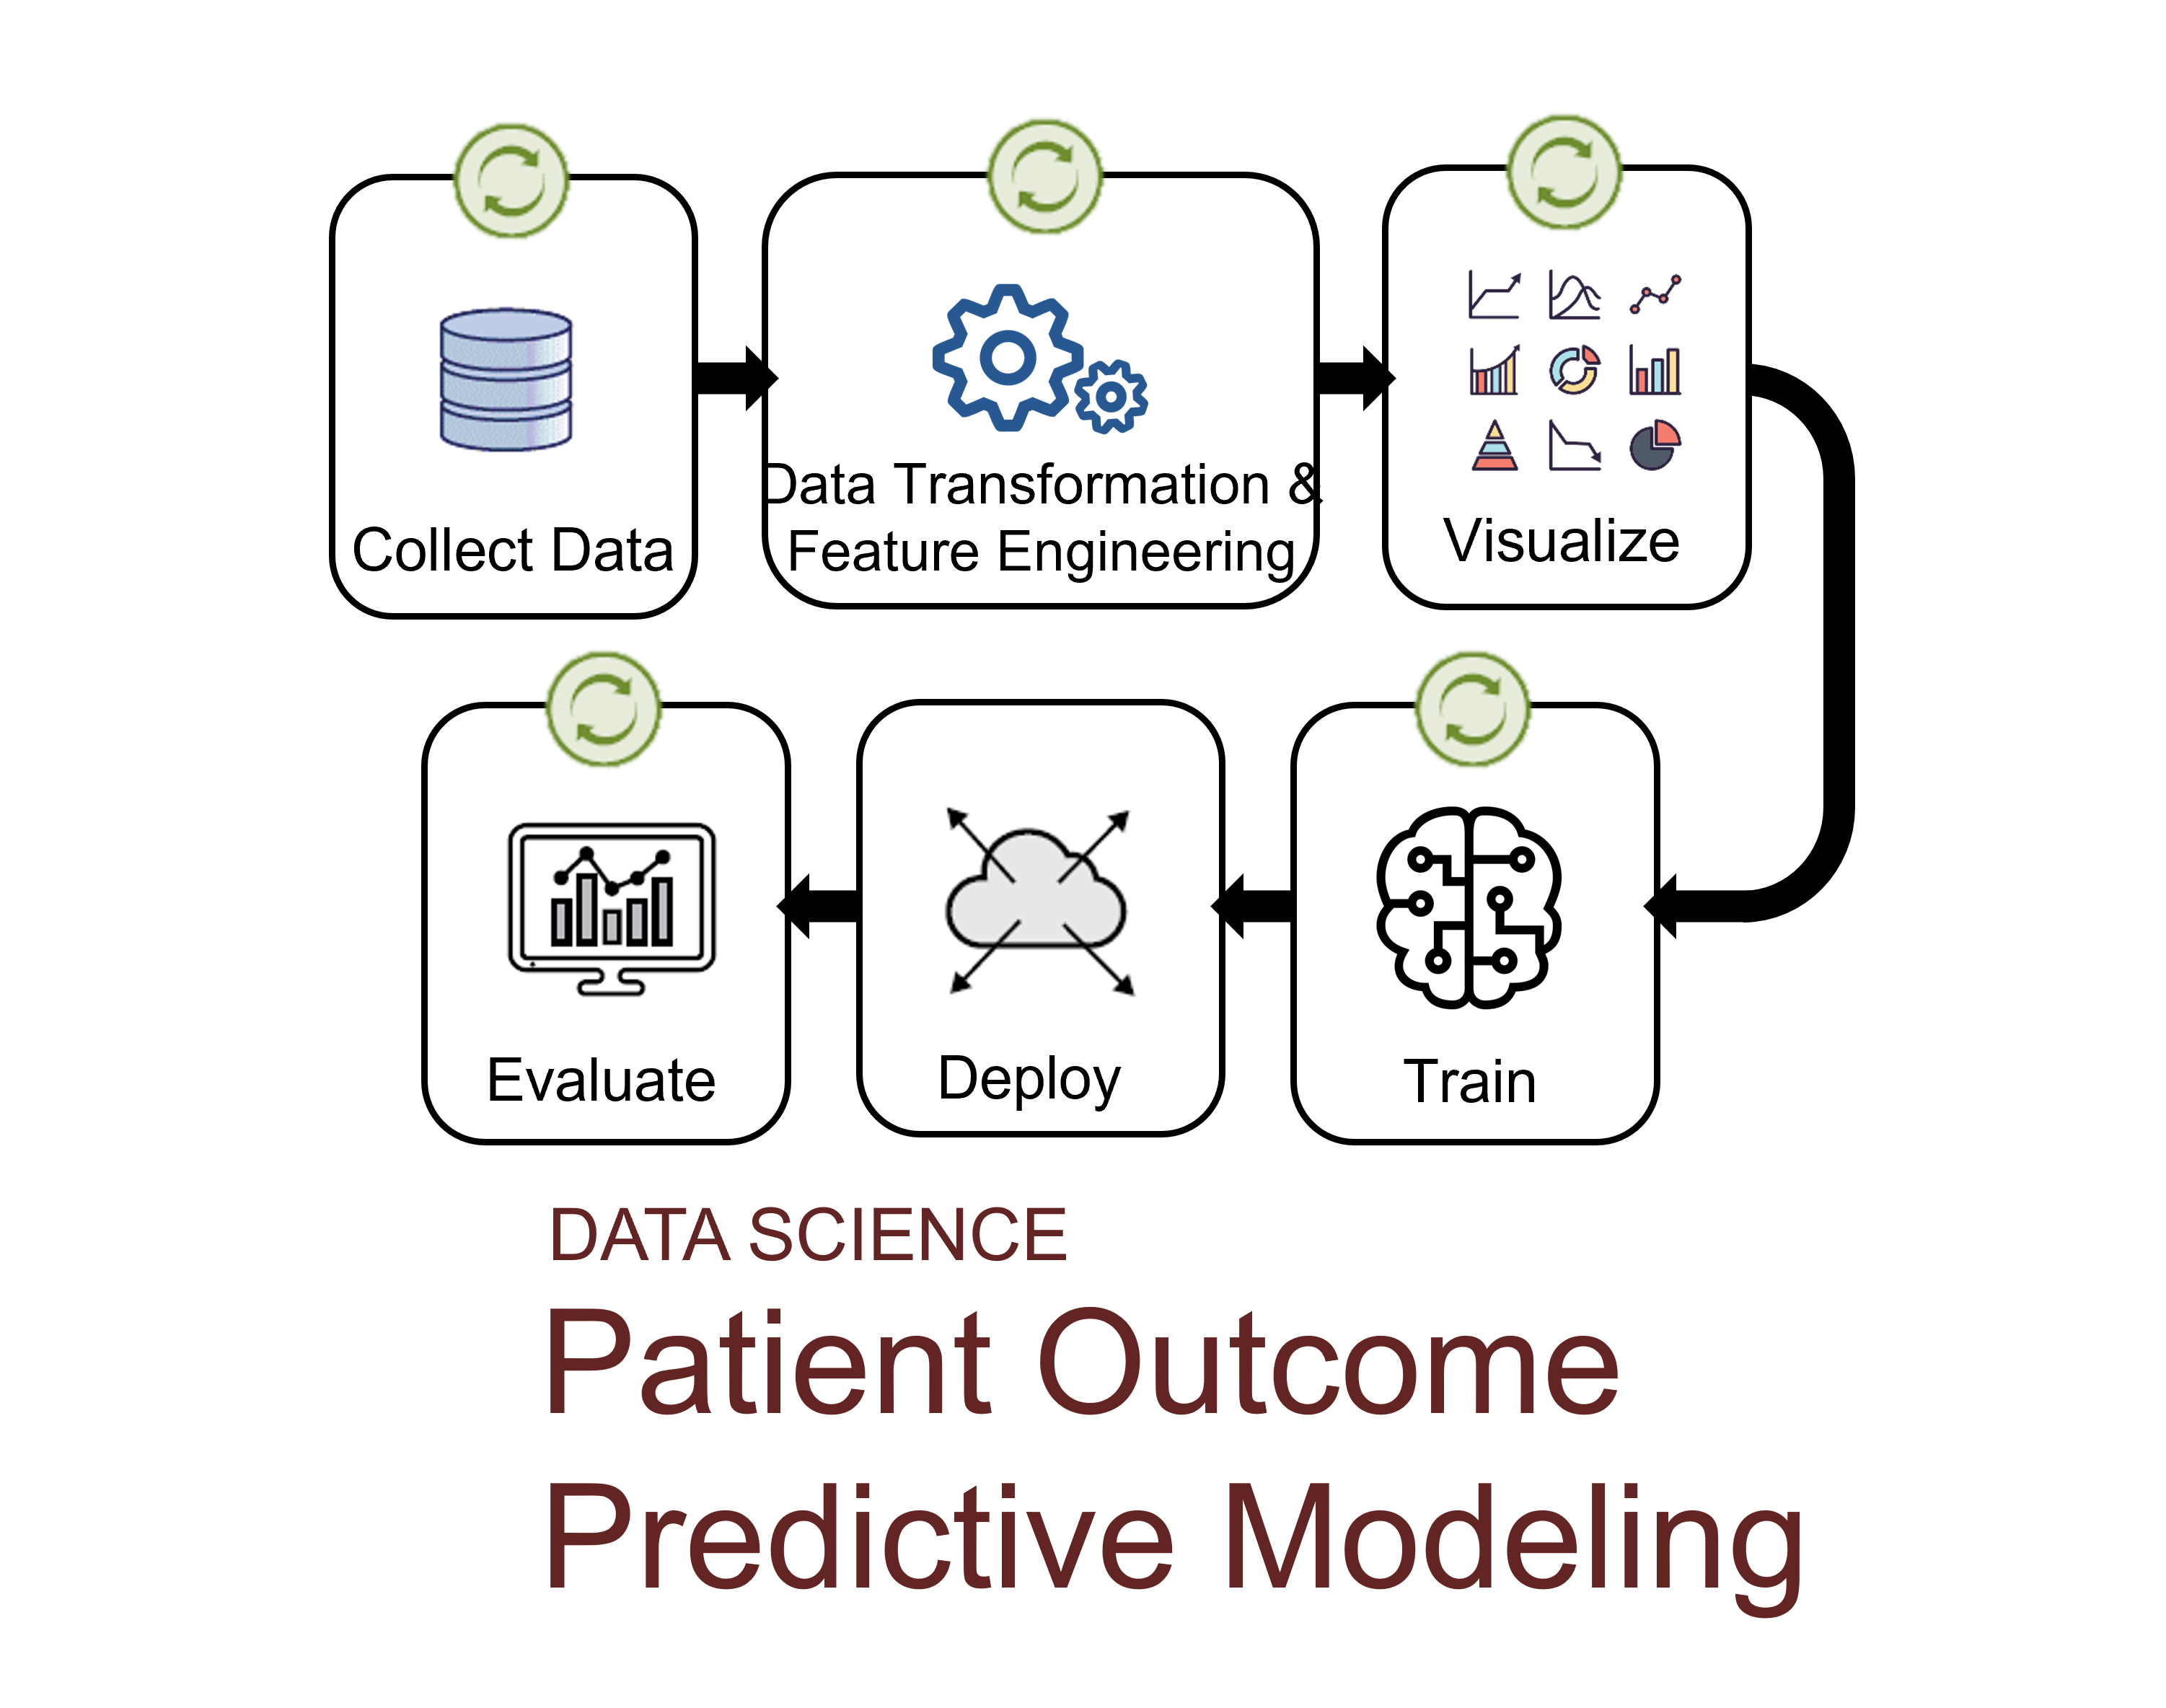 Collect Data
Data Transformation &
Feature Engineering
Visualize
Train
Deploy
Evaluate
DATA SCIENCE
Patient Outcome
Predictive Modeling